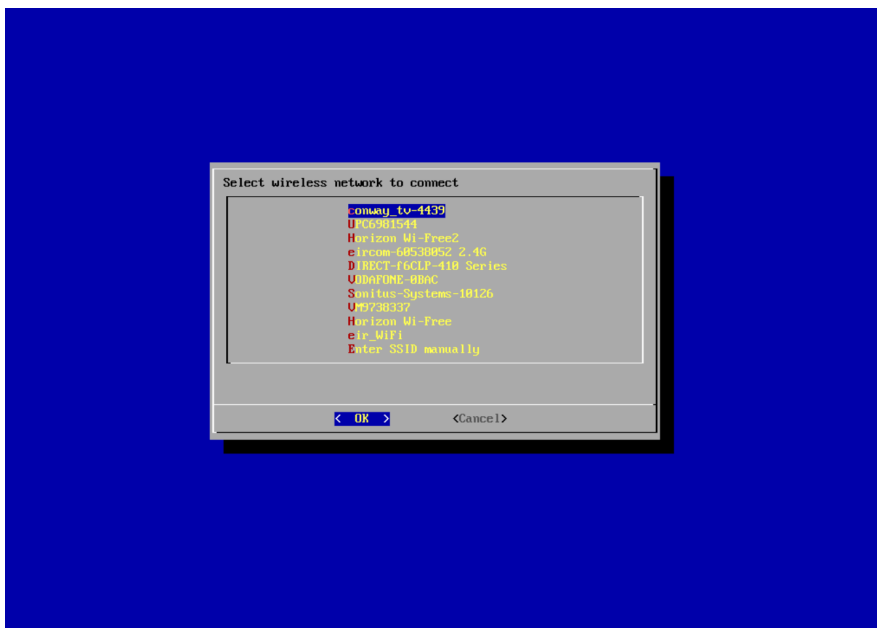 Select wireless network to connect
conway_tv-4439
UPC6981544
Horizon Wi-Free2
eircom-60538052 2.4G
DIRECT-f6CLP-410 Series
VODAFONE-0BAC
Sonitus-Systems-10126
VM9738337
Horizon Wi-Free
eir_WiFi
Enter SSID manually
< OK > <Cancel>